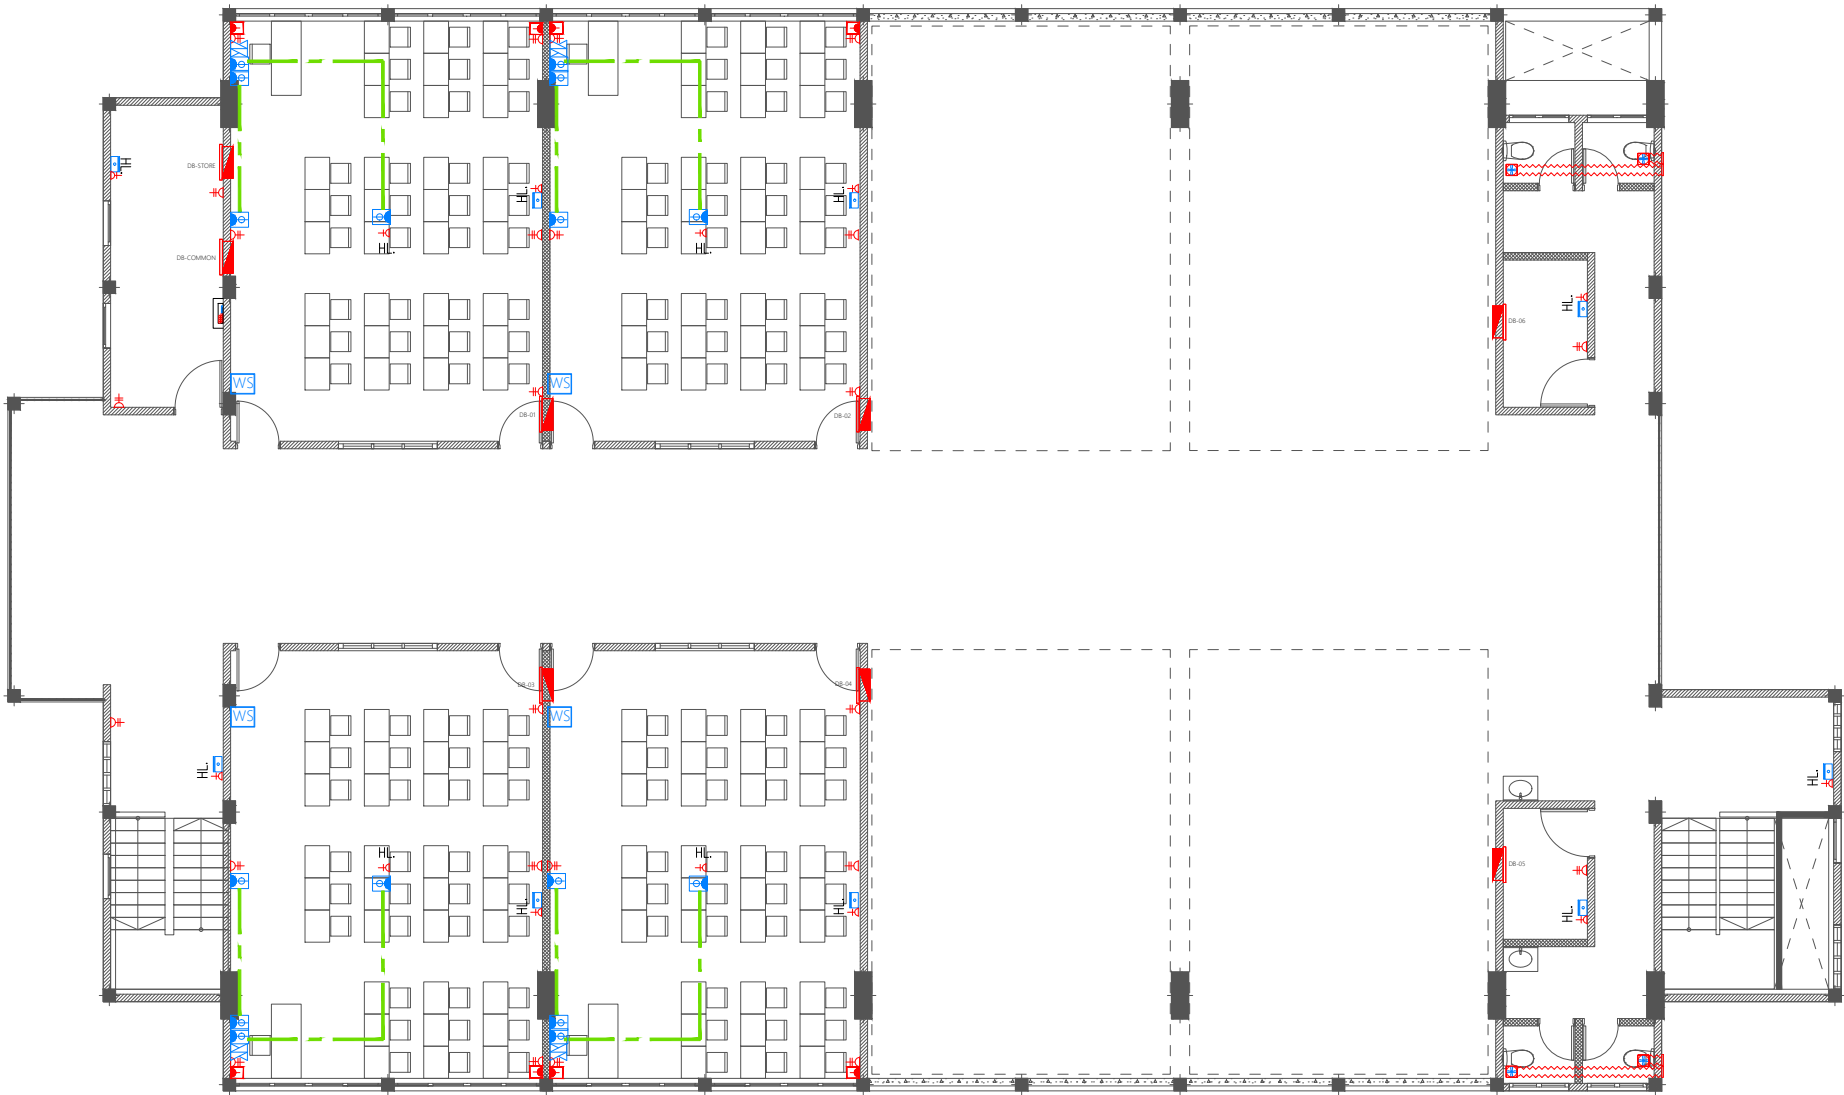 H.
DB-STORE
HL.
HL.
DB-COMMON
HL.
HL.
HL.
DB-06
WS
WS
DB-01
DB-02
DB-03
DB-04
WS
WS
HL.
HL.
HL.
HL.
DB-05
HL.
HL.
HL.